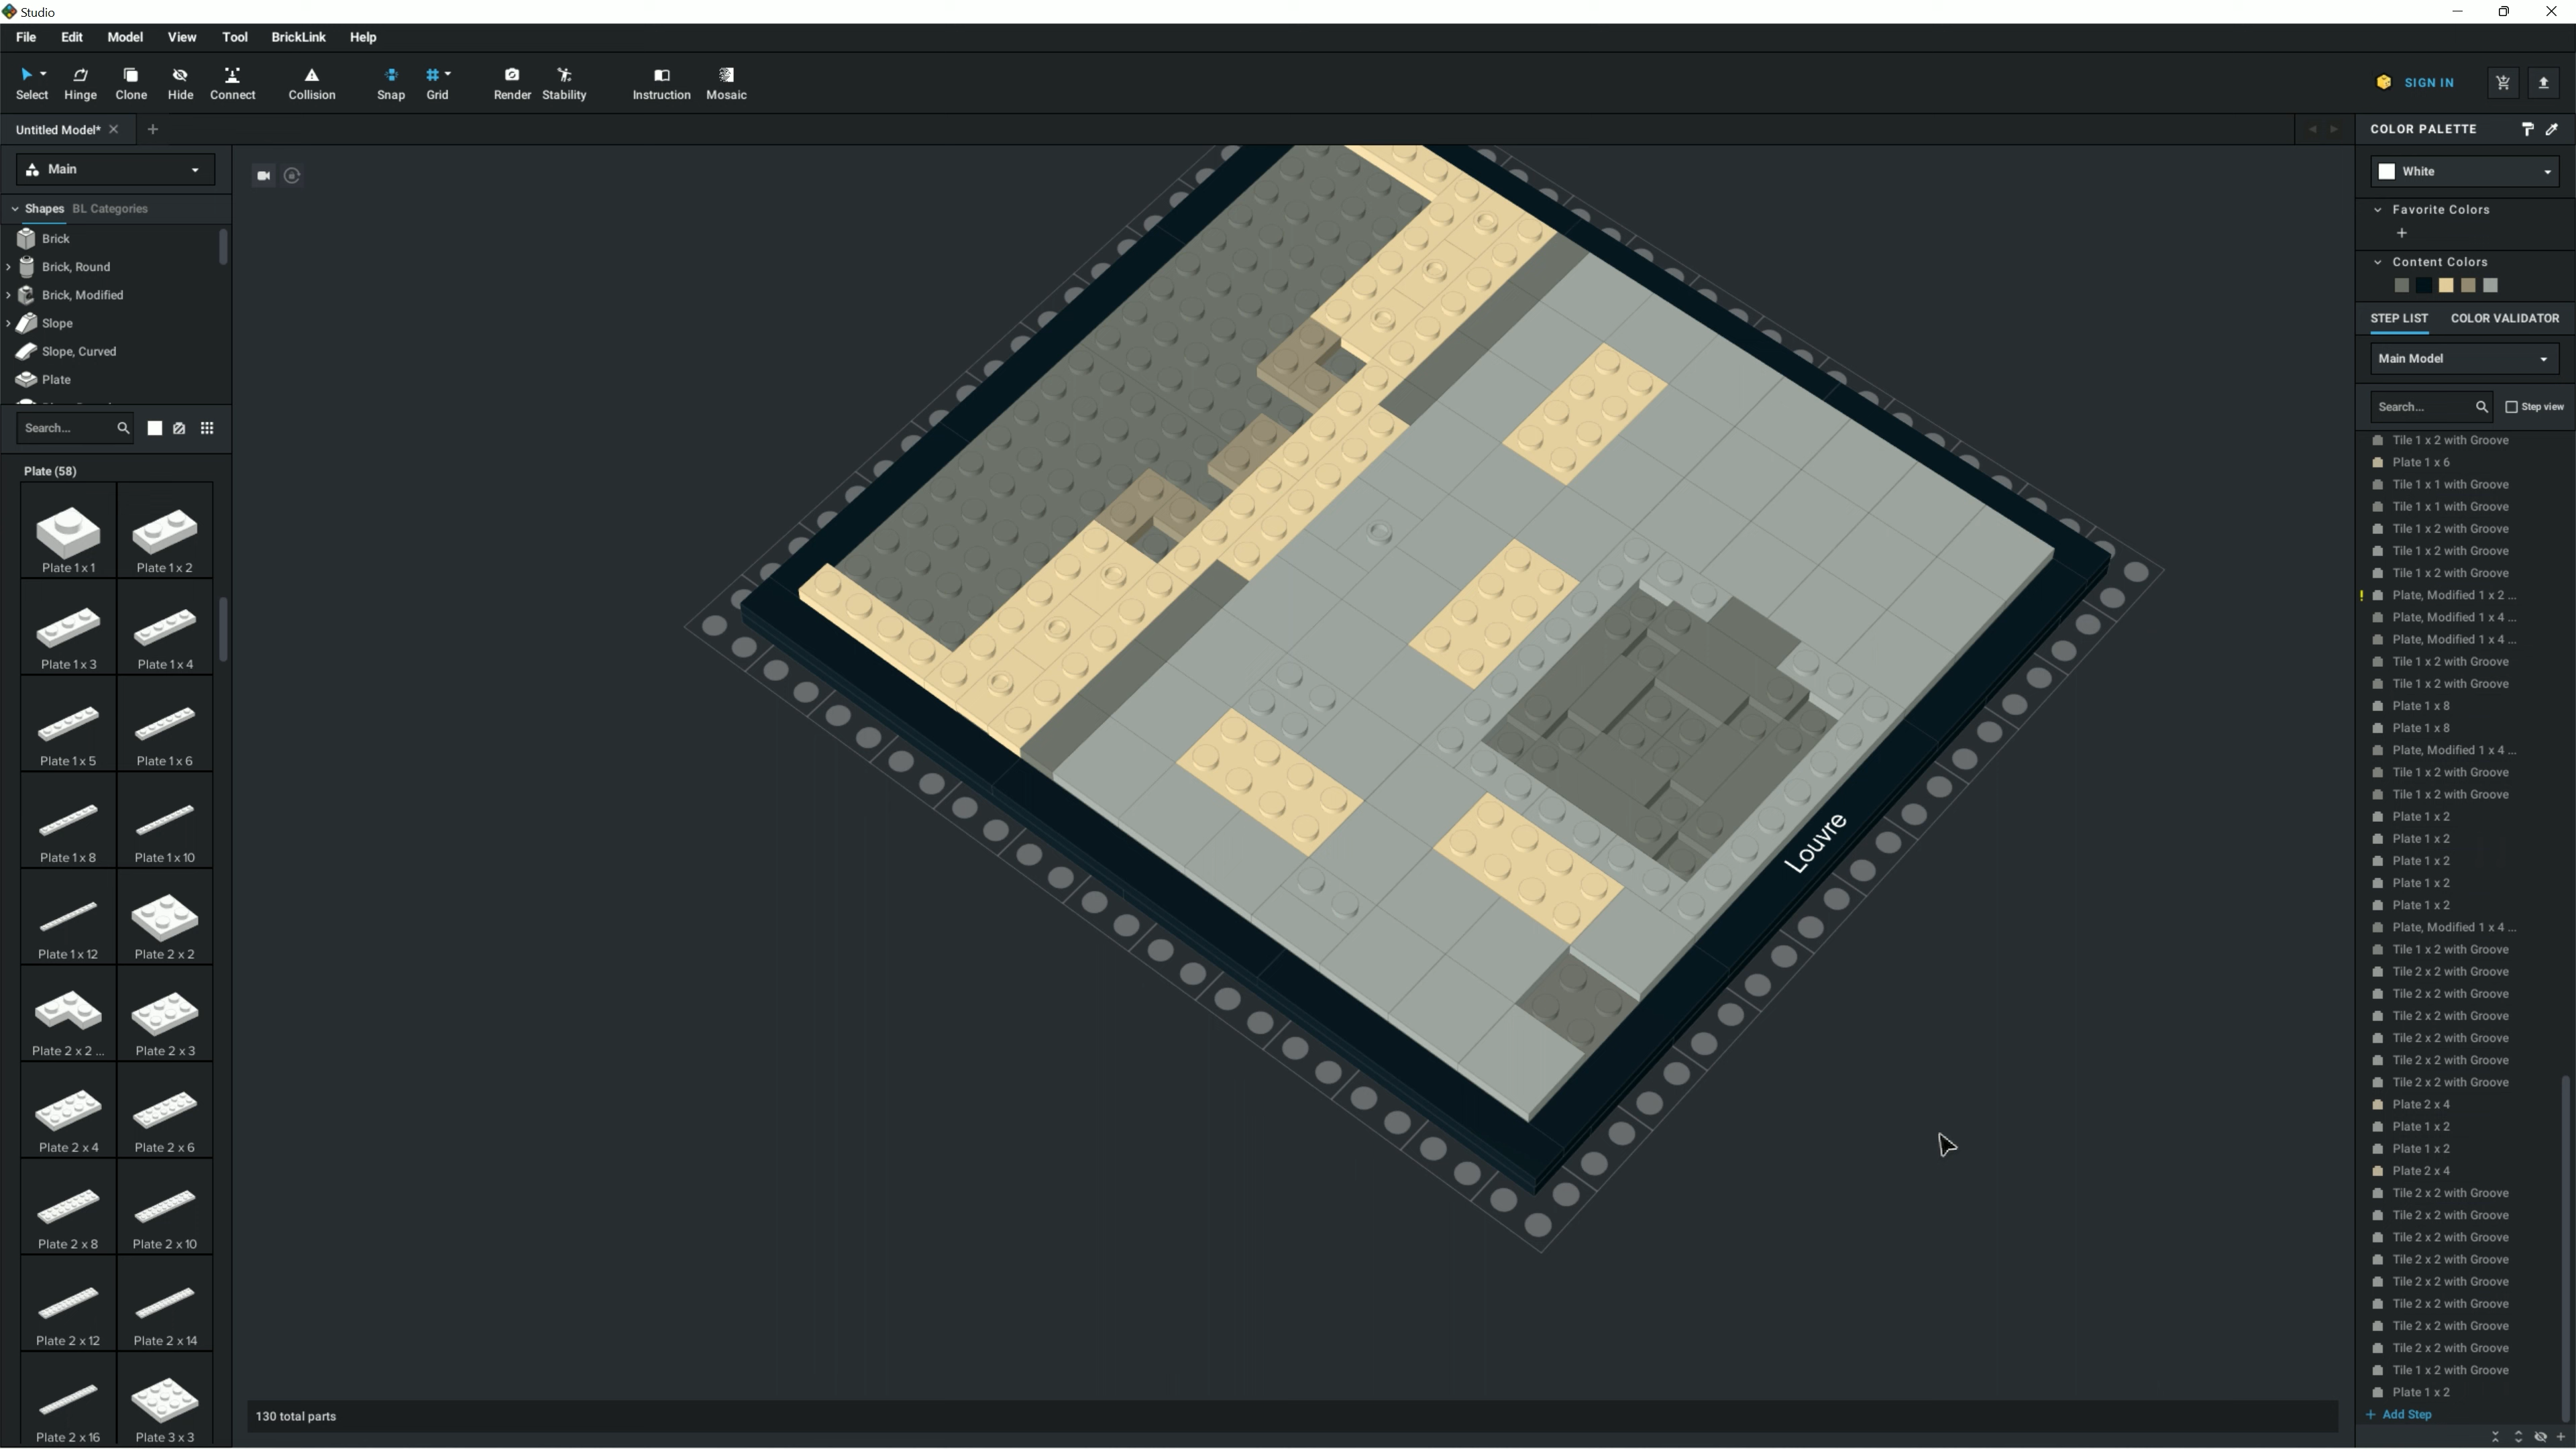 Studio
File Edit Model View Tool BrickLink Help
Select Hinge Clone Hide Connect Collision Snap Grid Render Stability Instruction Mosaic SIGN IN
Untitled Model*
Main
Shapes BL Categories
Brick
Brick, Round
Brick, Modified
Slope
Slope, Curved
Plate
Search...
Plate (58)
Plate 1 x 1 Plate 1 x 2
Plate 1 x 3 Plate 1 x 4
Plate 1 x 5 Plate 1 x 6
Plate 1 x 8 Plate 1 x 10
Plate 1 x 12 Plate 2 x 2
Plate 2 x 2 ... Plate 2 x 3
Plate 2 x 4 Plate 2 x 6
Plate 2 x 8 Plate 2 x 10
Plate 2 x 12 Plate 2 x 14
Plate 2 x 16 Plate 3 x 3
Louvre
130 total parts
COLOR PALETTE
White
Favorite Colors
+
Content Colors
STEP LIST COLOR VALIDATOR
Main Model
Search... Step view
Tile 1 x 2 with Groove
Plate 1 x 6
Tile 1 x 1 with Groove
Tile 1 x 1 with Groove
Tile 1 x 2 with Groove
Tile 1 x 2 with Groove
Tile 1 x 2 with Groove
! Plate, Modified 1 x 2 ...
Plate, Modified 1 x 4 ...
Plate, Modified 1 x 4 ...
Tile 1 x 2 with Groove
Tile 1 x 2 with Groove
Plate 1 x 8
Plate 1 x 8
Plate, Modified 1 x 4 ...
Tile 1 x 2 with Groove
Tile 1 x 2 with Groove
Plate 1 x 2
Plate 1 x 2
Plate 1 x 2
Plate 1 x 2
Plate 1 x 2
Plate, Modified 1 x 4 ...
Tile 1 x 2 with Groove
Tile 2 x 2 with Groove
Tile 2 x 2 with Groove
Tile 2 x 2 with Groove
Tile 2 x 2 with Groove
Tile 2 x 2 with Groove
Tile 2 x 2 with Groove
Plate 2 x 4
Plate 1 x 2
Plate 1 x 2
Plate 2 x 4
Tile 2 x 2 with Groove
Tile 2 x 2 with Groove
Tile 2 x 2 with Groove
Tile 2 x 2 with Groove
Tile 2 x 2 with Groove
Tile 2 x 2 with Groove
Tile 2 x 2 with Groove
Tile 2 x 2 with Groove
Tile 1 x 2 with Groove
Plate 1 x 2
+ Add Step